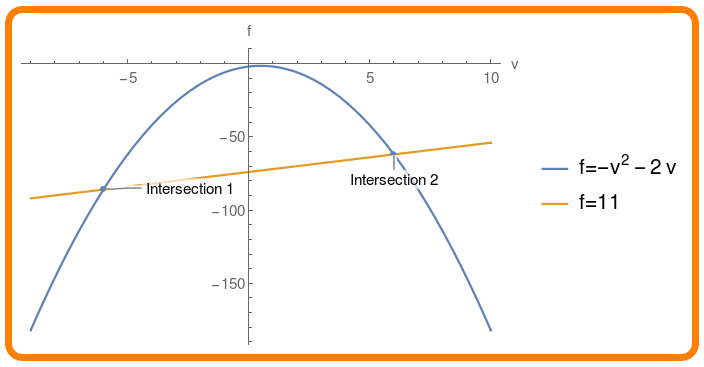 f
v
−5
5
10
−50
−100
−150
Intersection 1
Intersection 2
f=−v² − 2 v
f=11